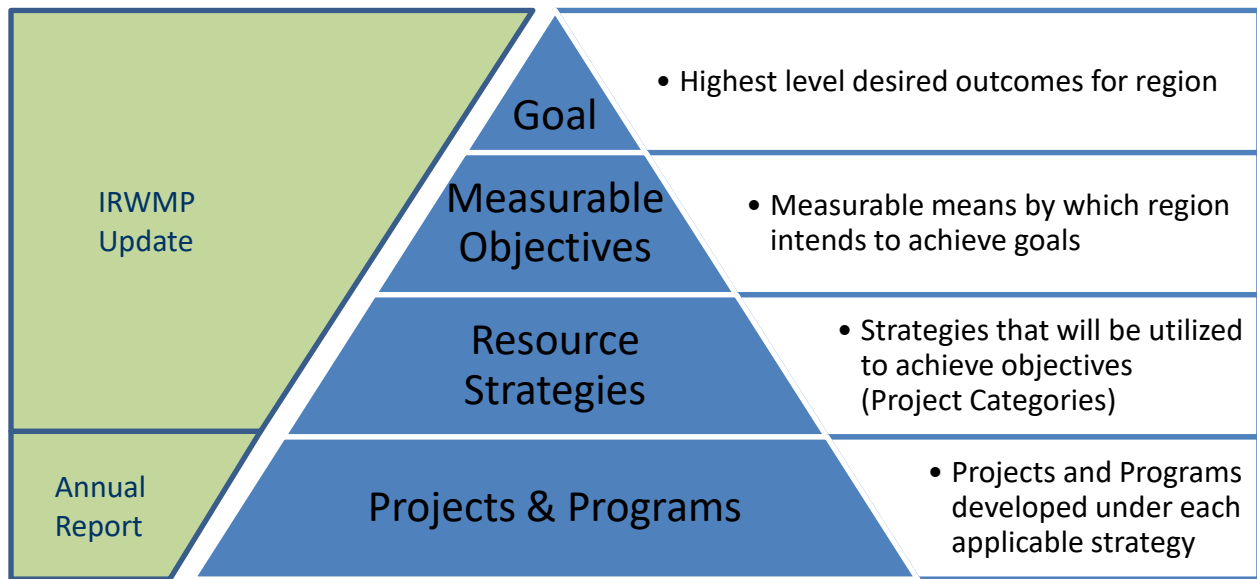 IRWMP
Update
Annual
Report
Goal
Measurable
Objectives
Resource
Strategies
Projects & Programs
• Highest level desired outcomes for region
• Measurable means by which region
intends to achieve goals
• Strategies that will be utilized
to achieve objectives
(Project Categories)
• Projects and Programs
developed under each
applicable strategy